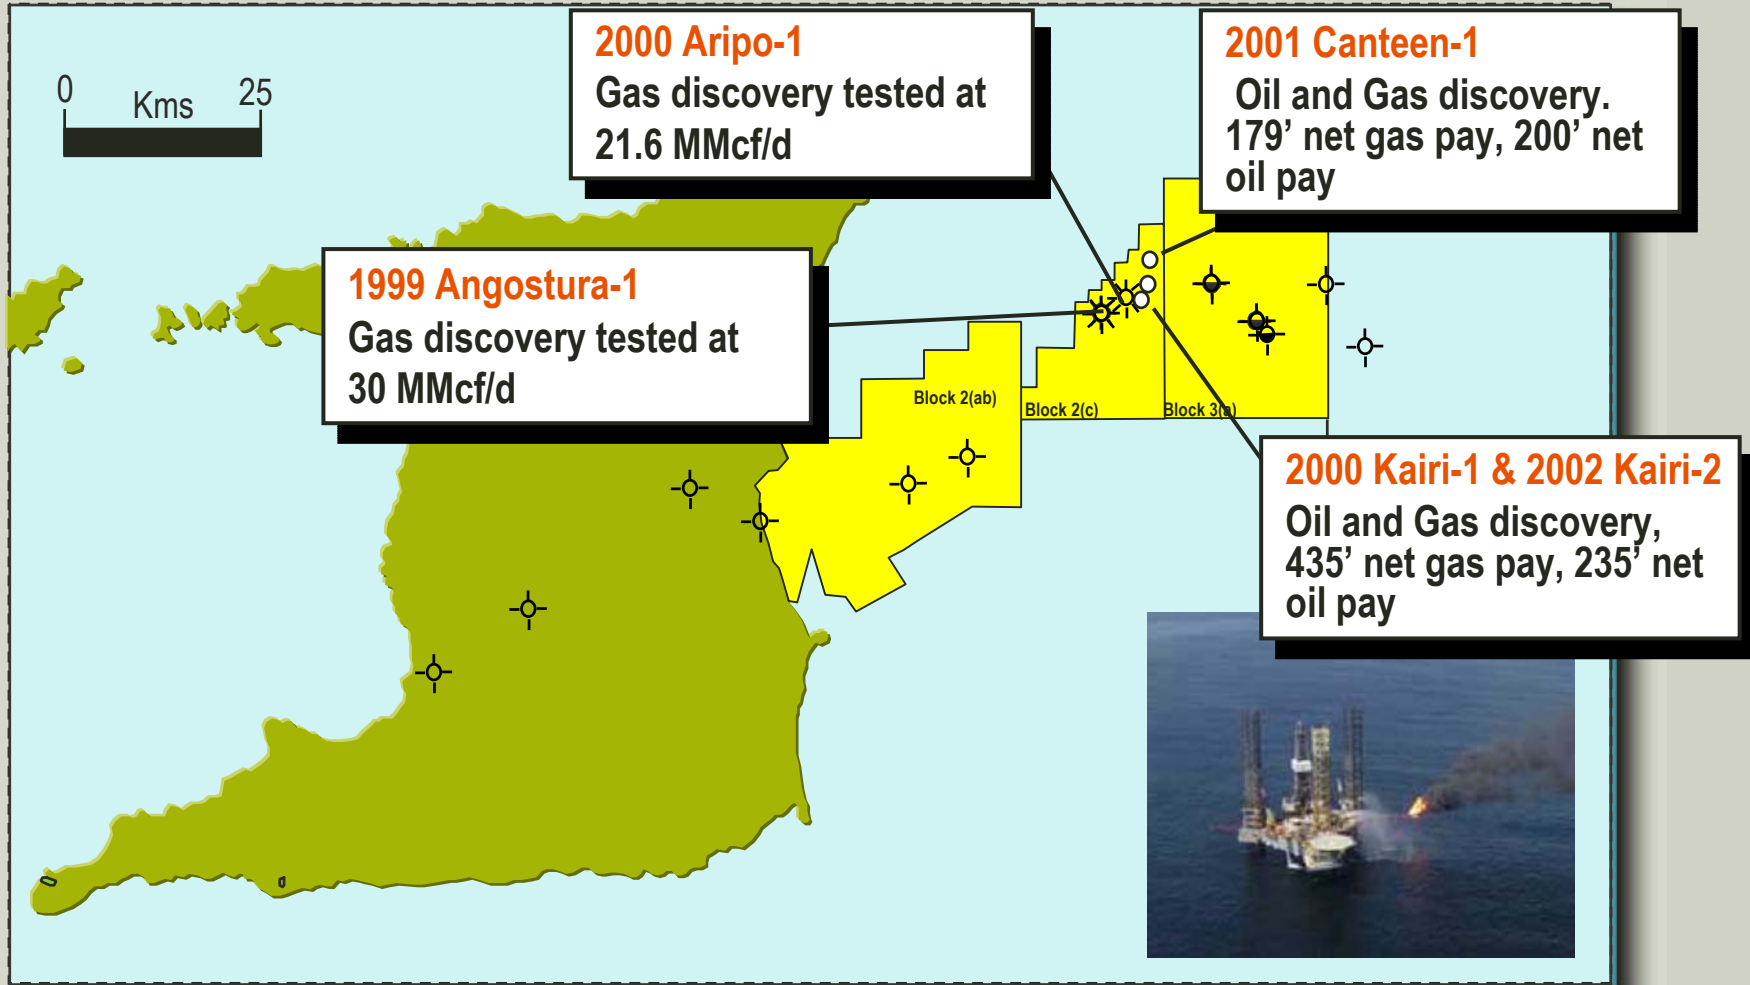 0 Kms 25
2000 Aripo-1
Gas discovery tested at
21.6 MMcf/d
2001 Canteen-1
Oil and Gas discovery.
179’ net gas pay, 200’ net
oil pay
1999 Angostura-1
Gas discovery tested at
30 MMcf/d
Block 2(ab)
Block 2(c)
Block 3(a)
2000 Kairi-1 & 2002 Kairi-2
Oil and Gas discovery,
435’ net gas pay, 235’ net
oil pay